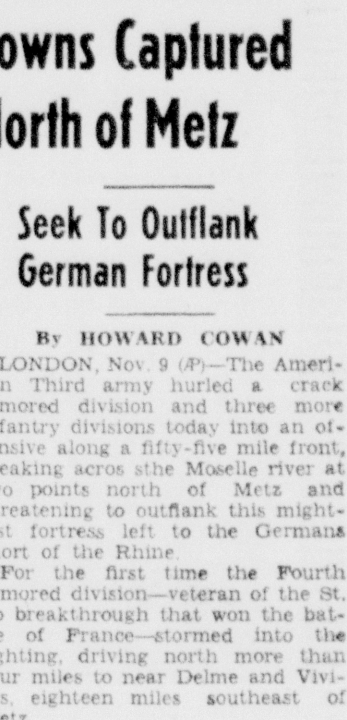 owns Captured
orth of Metz
Seek To Outflank
German Fortress
By HOWARD COWAN
LONDON, Nov. 9 (AP)—The Ameri-
n Third army hurled a crack
mored division and three more
fantry divisions today into an of-
nsive along a fifty-five mile front,
eaking acros sthe Moselle river at
o points north of Metz and
reatening to outflank this might-
st fortress left to the Germans
ort of the Rhine.
For the first time the Fourth
mored division—veteran of the St.
o breakthrough that won the bat-
e of France—stormed into the
ghting, driving north more than
ur miles to near Delme and Vivi-
s, eighteen miles southeast of
etz